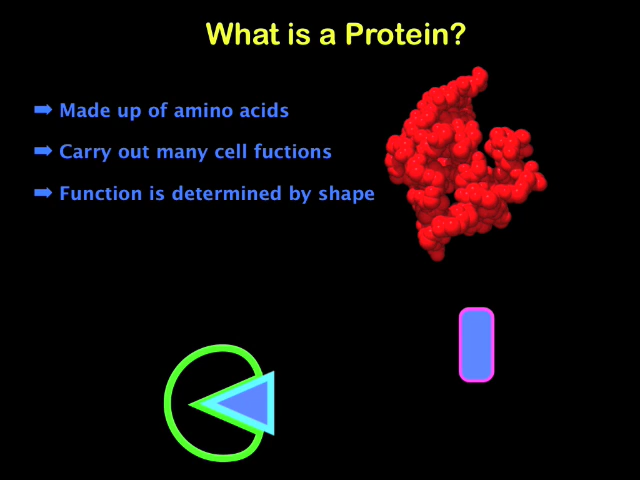 What is a Protein?
➡ Made up of amino acids
➡ Carry out many cell fuctions
➡ Function is determined by shape